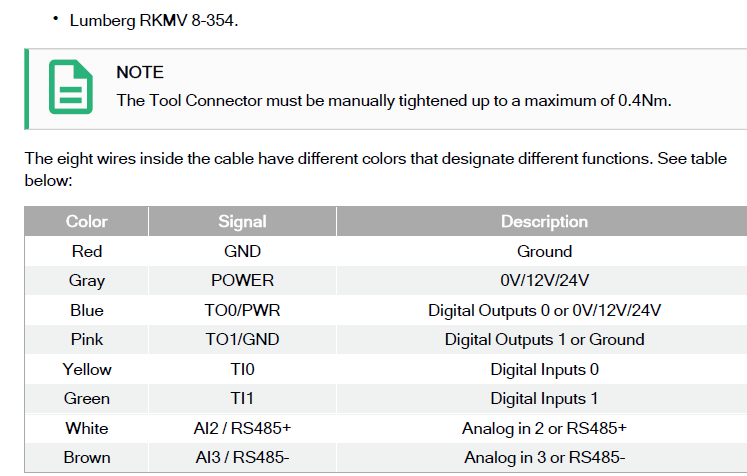 • Lumberg RKMV 8-354.
NOTE
The Tool Connector must be manually tightened up to a maximum of 0.4Nm.
The eight wires inside the cable have different colors that designate different functions. See table
below:
Color Signal Description
Red GND Ground
Gray POWER 0V/12V/24V
Blue TO0/PWR Digital Outputs 0 or 0V/12V/24V
Pink TO1/GND Digital Outputs 1 or Ground
Yellow TI0 Digital Inputs 0
Green TI1 Digital Inputs 1
White AI2 / RS485+ Analog in 2 or RS485+
Brown AI3 / RS485- Analog in 3 or RS485-